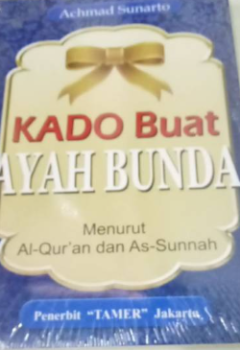 Achmad Sunarto
KADO Buat
AYAH BUNDA
Menurut
Al-Qur'an dan As-Sunnah
Penerbit "TAMER" Jakarta